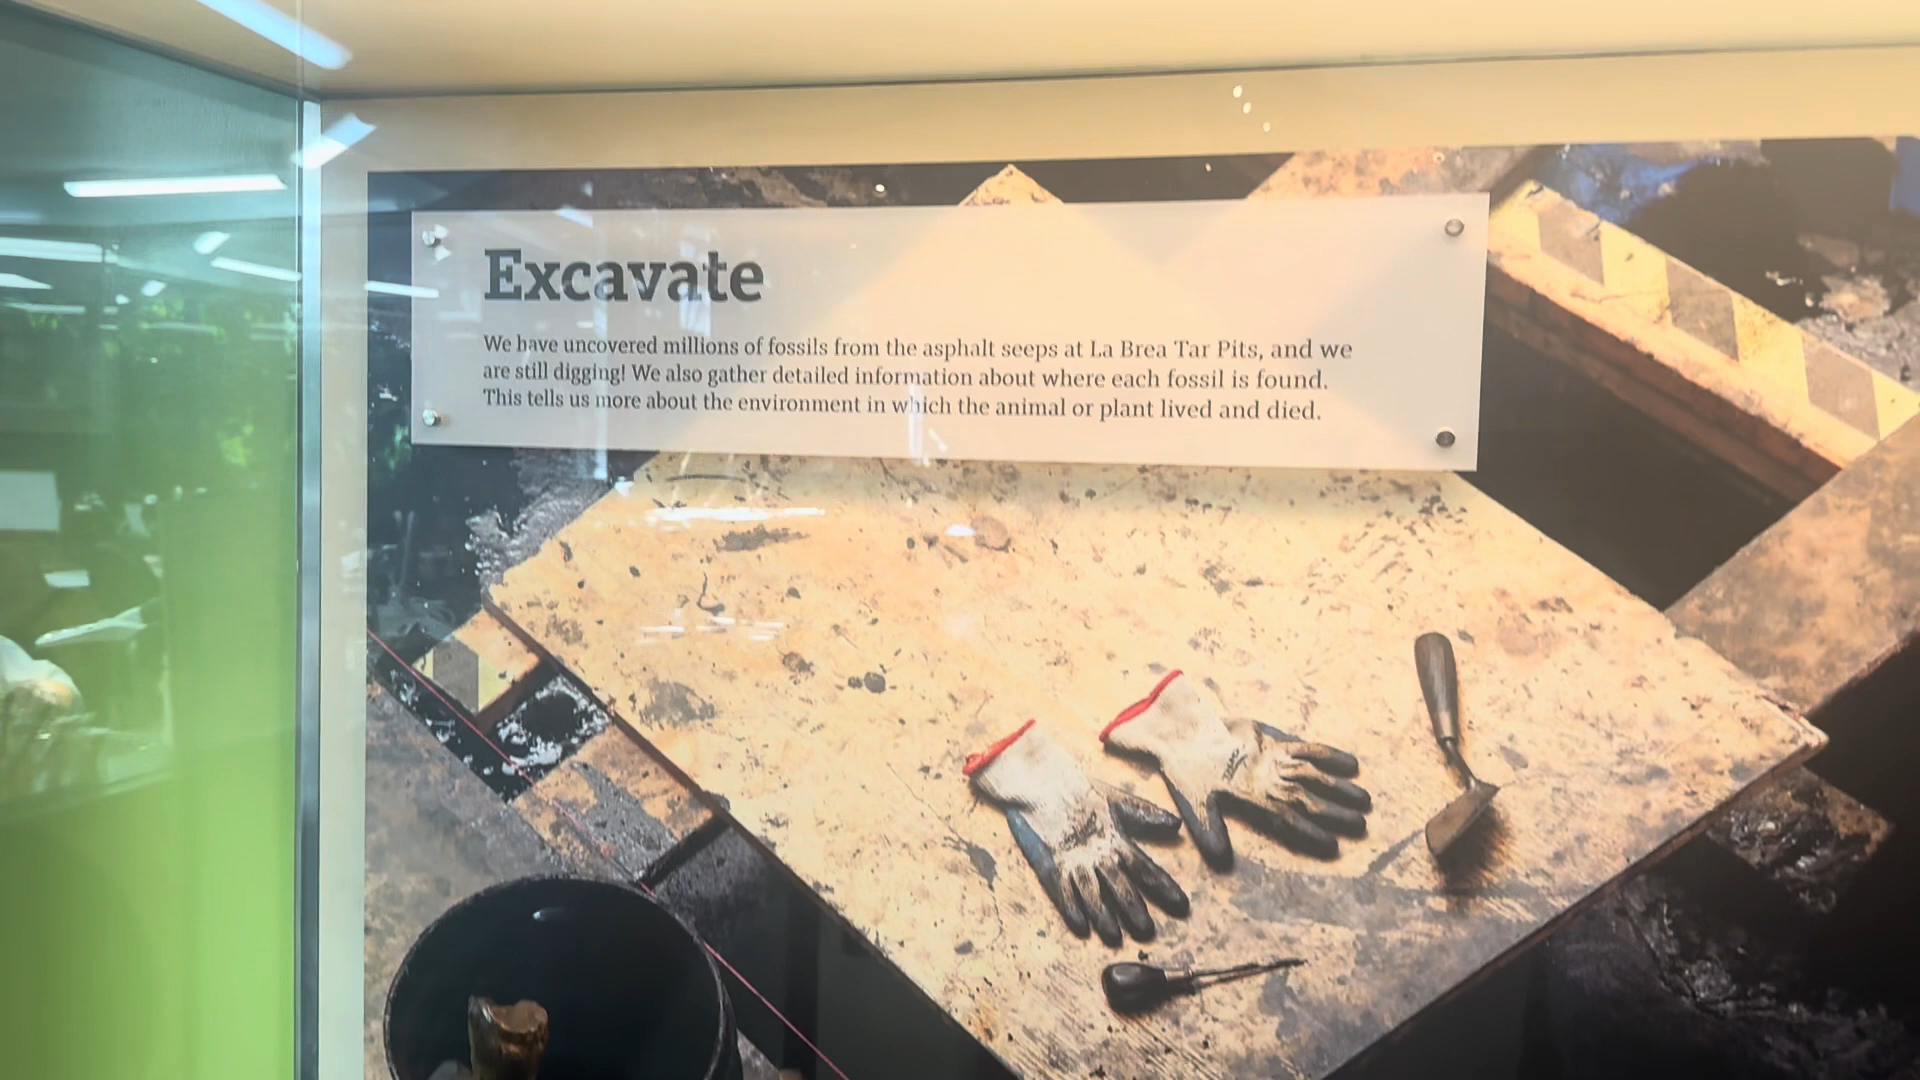 Excavate
We have uncovered millions of fossils from the asphalt seeps at La Brea Tar Pits, and we
are still digging! We also gather detailed information about where each fossil is found.
This tells us more about the environment in which the animal or plant lived and died.